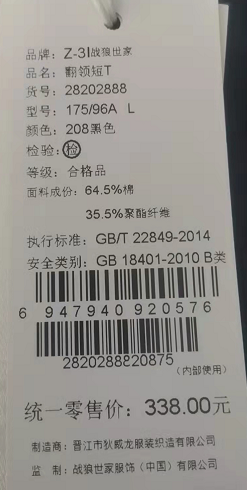 品牌：Z-3I战狼世家
品名：翻领短T
货号：28202888
型号：175/96A L
颜色：208黑色
检验：检
等级：合格品
面料成份：64.5%棉
35.5%聚酯纤维
执行标准：GB/T 22849-2014
安全类别：GB 18401-2010 B类
6 947940 920576
2820288820875
（内部使用）
统一零售价：338.00元
制造商：晋江市狄威龙服装织造有限公司
监 制：战狼世家服饰（中国）有限公司